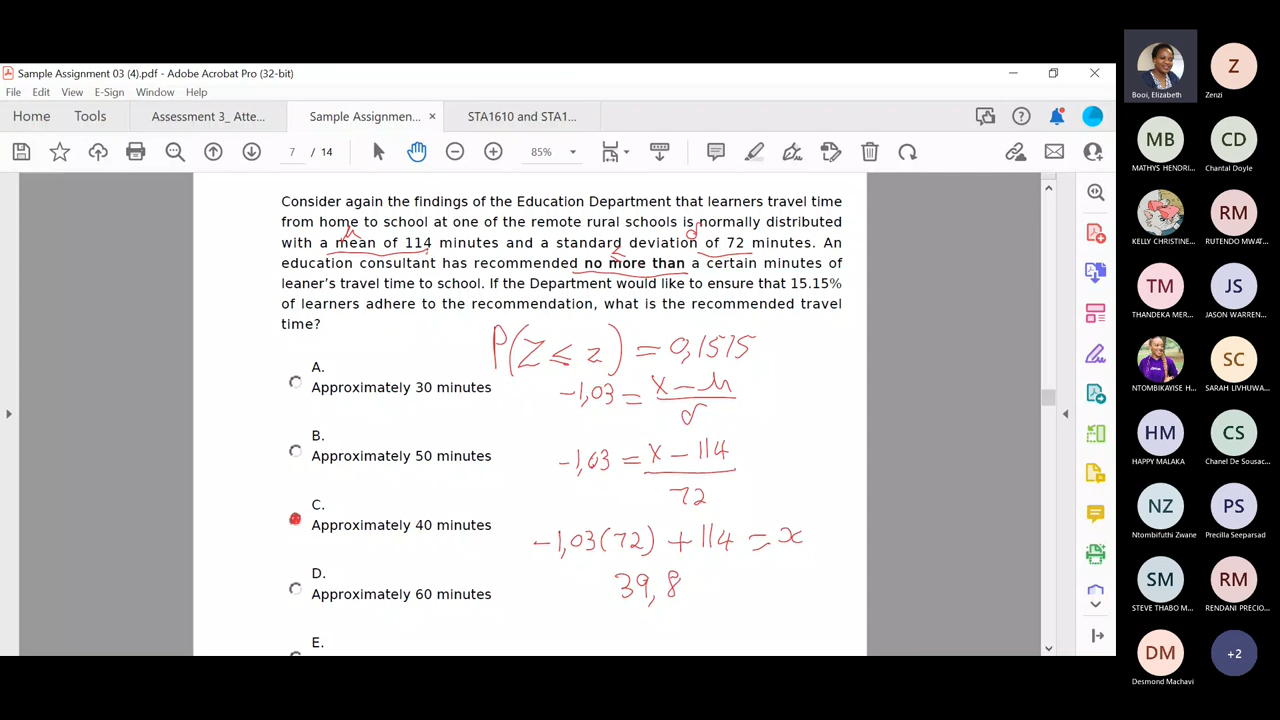 Sample Assignment 03 (4).pdf - Adobe Acrobat Pro (32-bit)
File Edit View E-Sign Window Help
Home Tools Assessment 3_ Atte... Sample Assignmen... × STA1610 and STA1...
7 / 14 85%
Consider again the findings of the Education Department that learners travel time
from home to school at one of the remote rural schools is normally distributed
with a mean of 114 minutes and a standard deviation of 72 minutes. An
education consultant has recommended no more than a certain minutes of
leaner's travel time to school. If the Department would like to ensure that 15.15%
of learners adhere to the recommendation, what is the recommended travel
time?
μ
σ
≤
P(Z ≤ z) = 0,1515
-1,03 = x - μ
σ
-1,03 = x - 114
72
-1,03(72) + 114 = x
39,8
A.
Approximately 30 minutes
B.
Approximately 50 minutes
C.
Approximately 40 minutes
D.
Approximately 60 minutes
E.
Booi, Elizabeth
Z
Zenzi
MB
MATHYS HENDRI...
CD
Chantal Doyle
KELLY CHRISTINE...
RM
RUTENDO MWAT...
TM
THANDEKA MER...
JS
JASON WARREN...
NTOMBIKAYISE H...
SC
SARAH LIVHUWA...
HM
HAPPY MALAKA
CS
Chanel De Sousac...
NZ
Ntombifuthi Zwane
PS
Precilla Seeparsad
SM
STEVE THABO M...
RM
RENDANI PRECIO...
DM
Desmond Machavi
+2